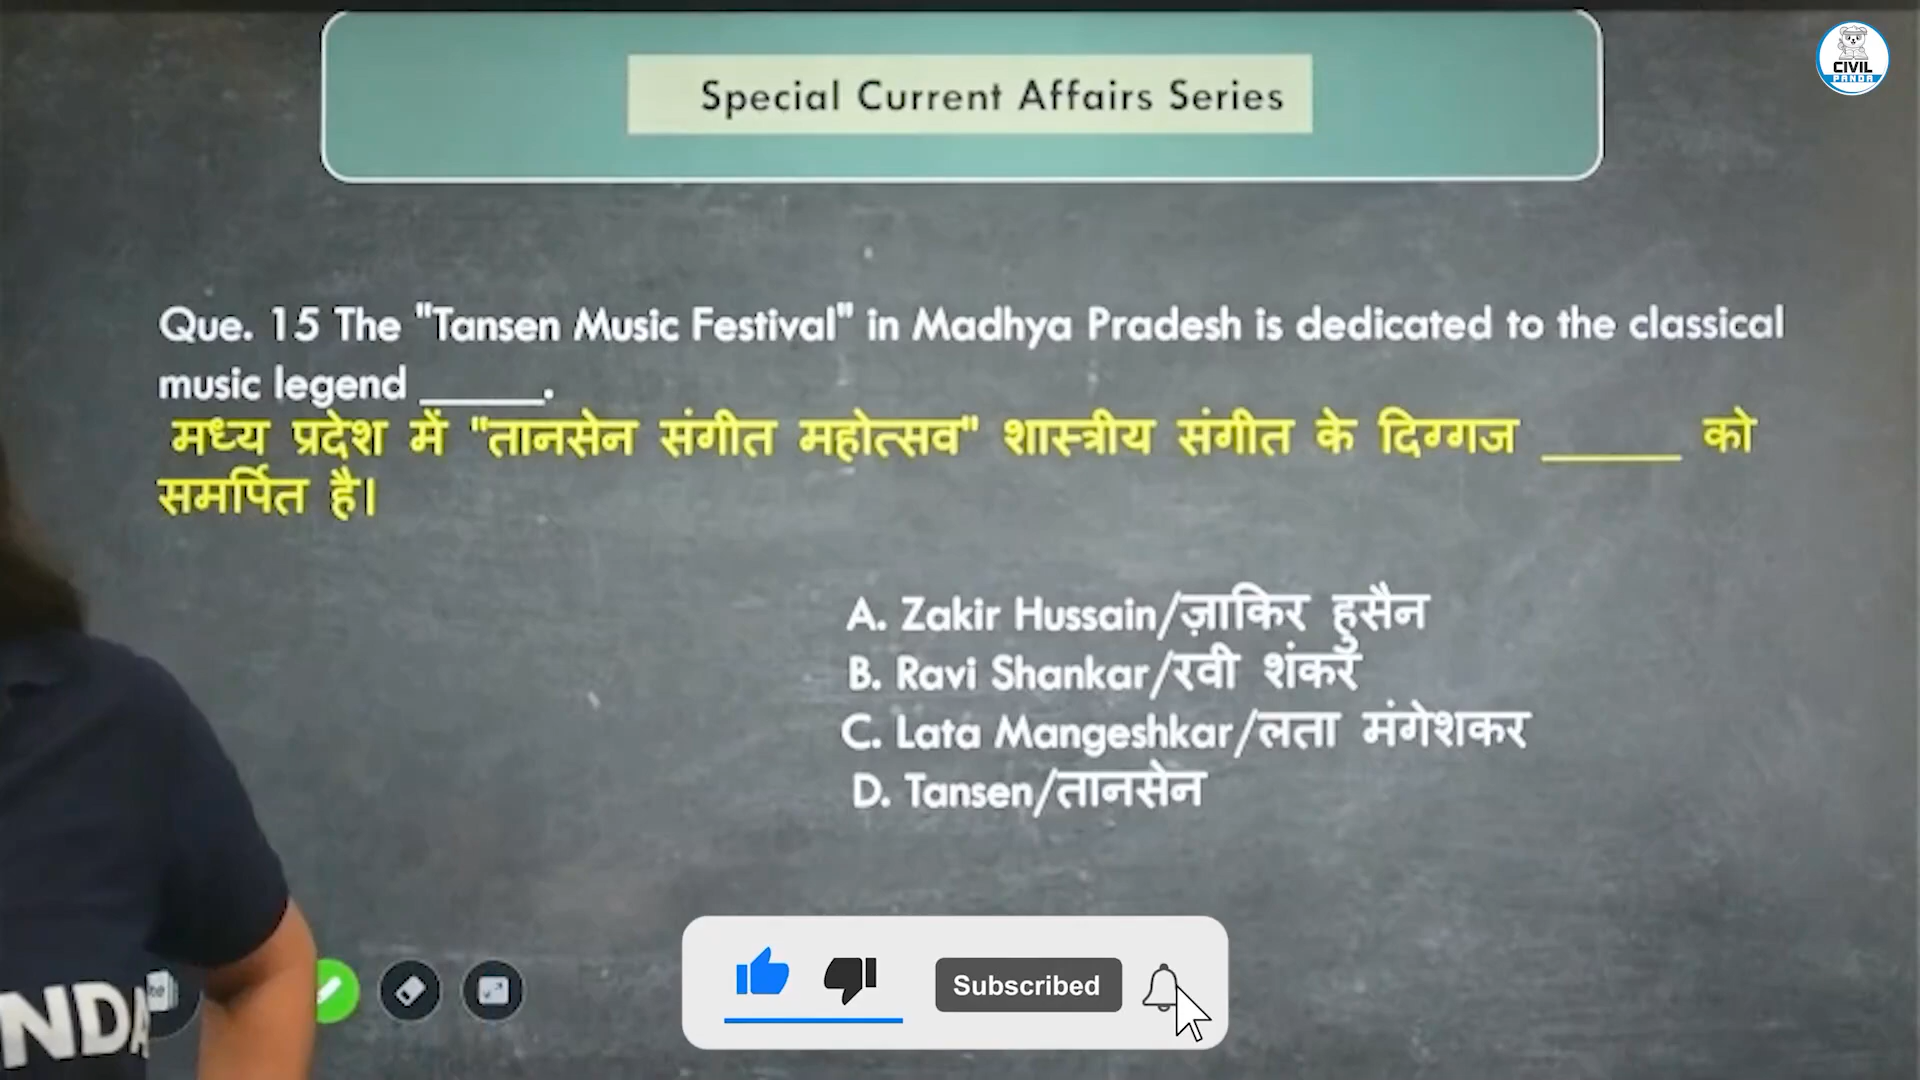 CIVIL
PANDA
Special Current Affairs Series
Que. 15 The "Tansen Music Festival" in Madhya Pradesh is dedicated to the classical
music legend _____.
मध्य प्रदेश में "तानसेन संगीत महोत्सव" शास्त्रीय संगीत के दिग्गज _____ को
समर्पित है।
A. Zakir Hussain/ज़ाकिर हुसैन
B. Ravi Shankar/रवी शंकर
C. Lata Mangeshkar/लता मंगेशकर
D. Tansen/तानसेन
NDA
Subscribed